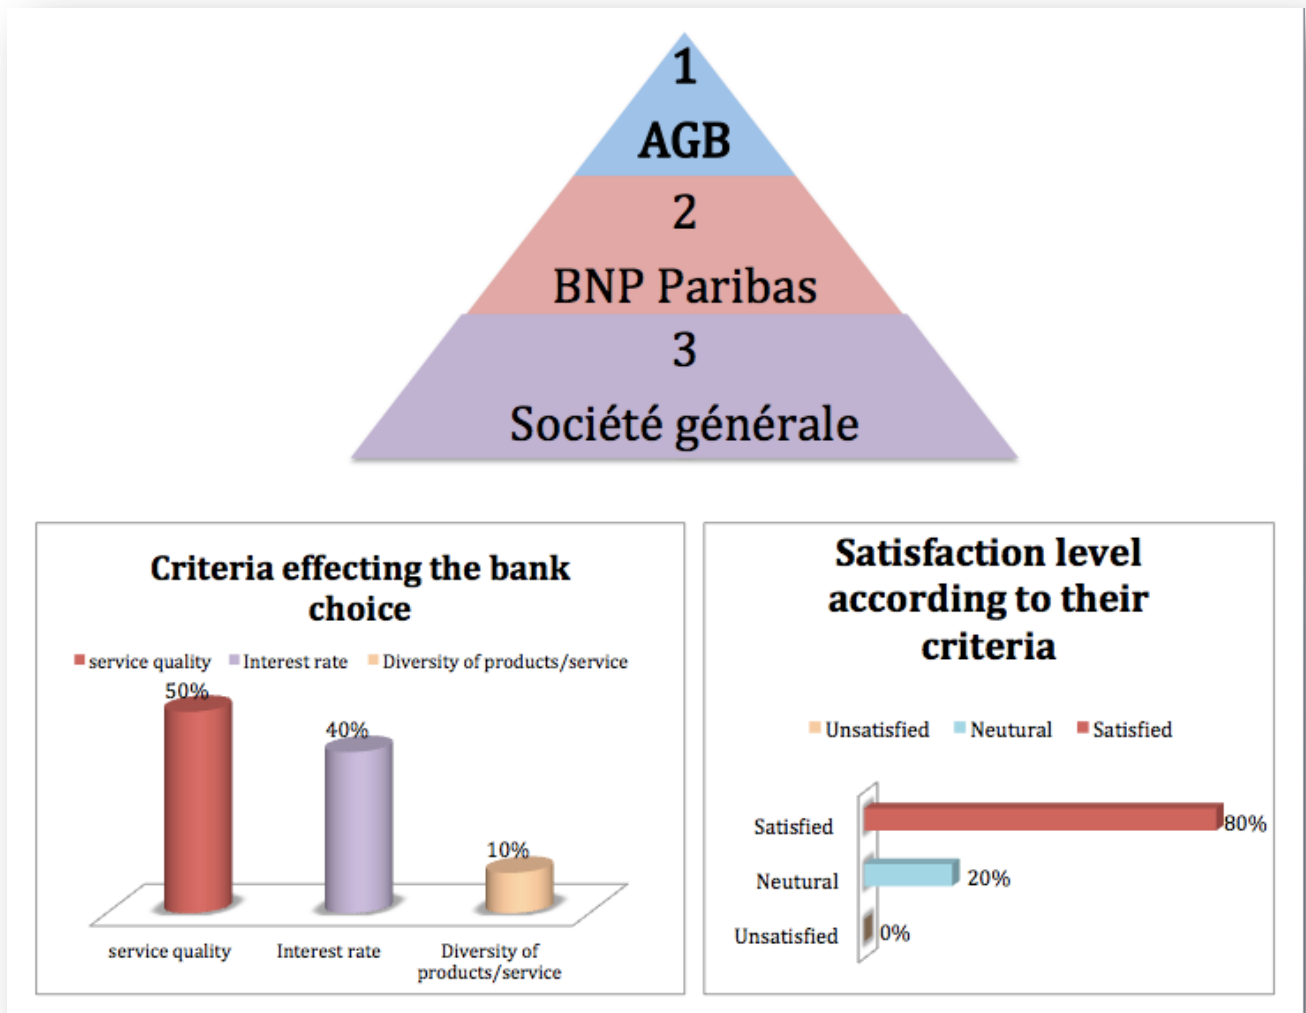 1
AGB
2
BNP Paribas
3
Société générale
Criteria effecting the bank
choice
service quality Interest rate Diversity of products/service
50%
40%
10%
service quality Interest rate Diversity of
products/service
Satisfaction level
according to their
criteria
Unsatisfied Neutural Satisfied
Satisfied 80%
Neutural 20%
Unsatisfied 0%